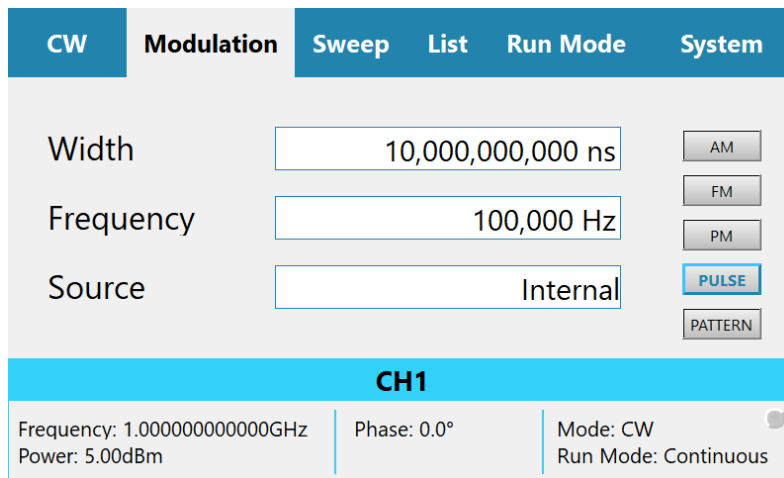 CW Modulation Sweep List Run Mode System
Width 10,000,000,000 ns AM
FM
Frequency 100,000 Hz PM
Source Internal PULSE
PATTERN
CH1
Frequency: 1.000000000000GHz Phase: 0.0° Mode: CW
Power: 5.00dBm Run Mode: Continuous